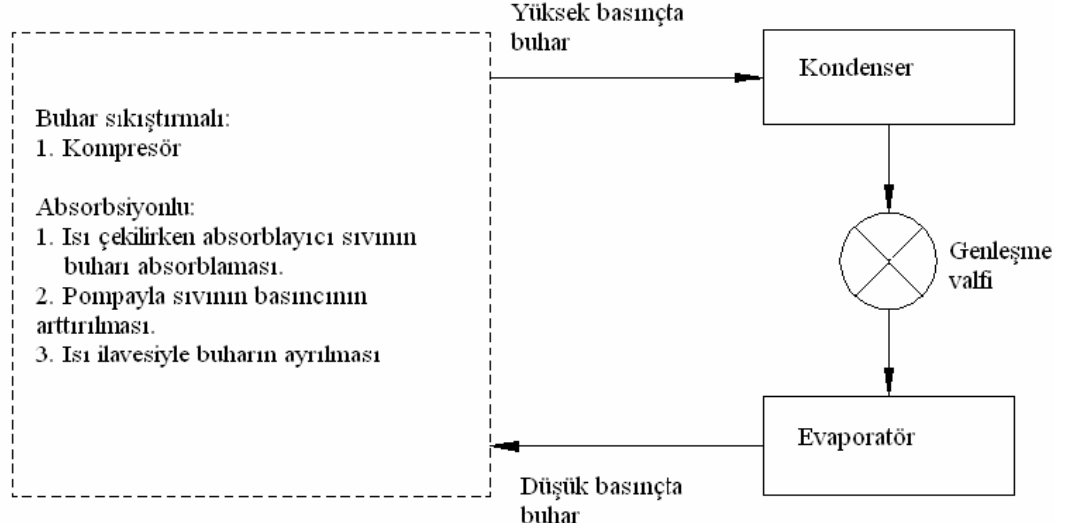 Yüksek basınçta
buhar
Kondenser
Buhar sıkıştırmalı:
1. Kompresör
Absorbsiyonlu:
1. Isı çekilirken absorblayıcı sıvının
buharı absorblaması.
2. Pompayla sıvının basıncının
arttırılması.
3. Isı ilavesiyle buharın ayrılması
Genleşme
valfi
Evaporatör
Düşük basınçta
buhar